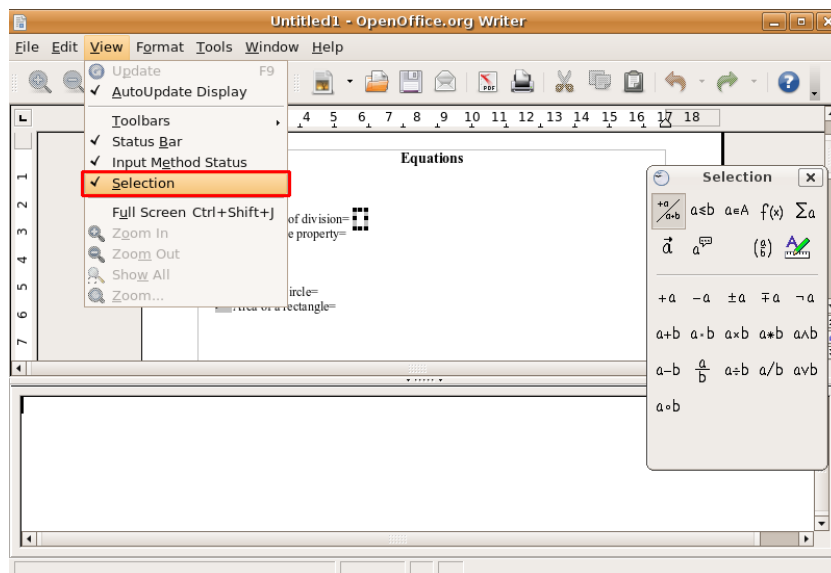 Untitled1 - OpenOffice.org Writer
File Edit View Format Tools Window Help
Update F9
✓ AutoUpdate Display
Toolbars
✓ Status Bar
✓ Input Method Status
✓ Selection
Full Screen Ctrl+Shift+J
Zoom In
Zoom Out
Show All
Zoom...
PDF
4 5 6 7 8 9 10 11 12 13 14 15 16 17 18
1
2
3
4
5
6
7
Equations
of division=
e property=
ircle=
Area of a rectangle=
Selection
+a/a+b a≤b a∈A f(x) Σa
a⃗ a (a b)
+a -a ±a ∓a ¬a
a+b a·b a×b a*b a∧b
a-b a/b a÷b a/b a∨b
a∘b